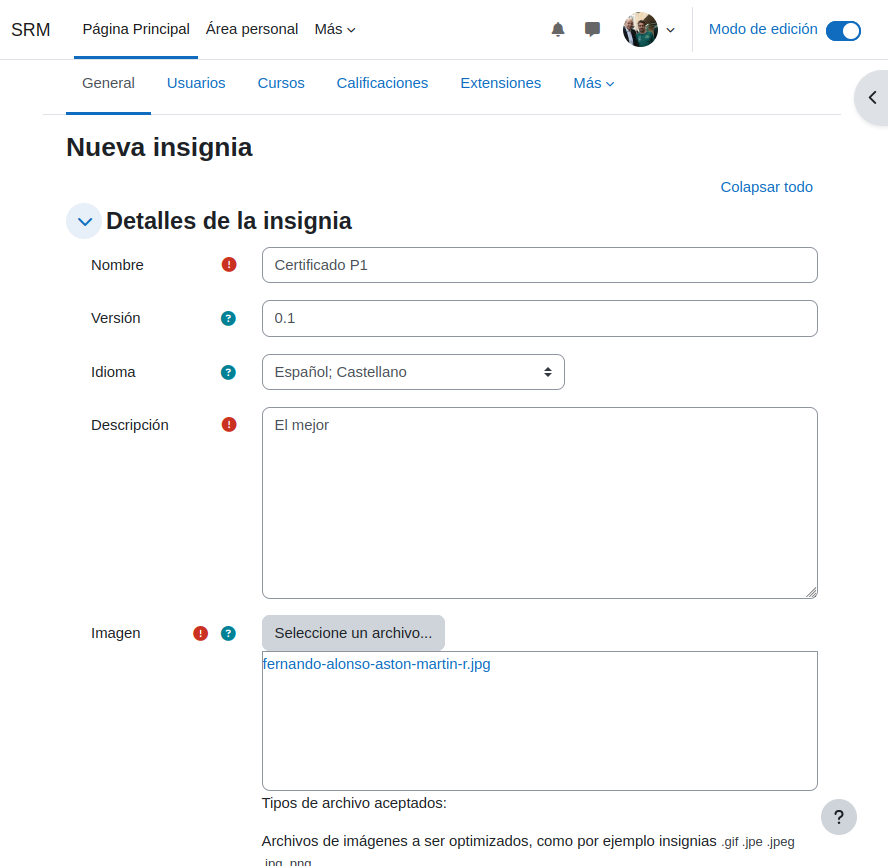 SRM Página Principal Área personal Más Modo de edición
General Usuarios Cursos Calificaciones Extensiones Más
Nueva insignia
Colapsar todo
Detalles de la insignia
Nombre ! Certificado P1
Versión ? 0.1
Idioma ? Español; Castellano
Descripción ! El mejor
Imagen ! ? Seleccione un archivo...
fernando-alonso-aston-martin-r.jpg
Tipos de archivo aceptados:
?
Archivos de imágenes a ser optimizados, como por ejemplo insignias .gif .jpe .jpeg
.jpg .png